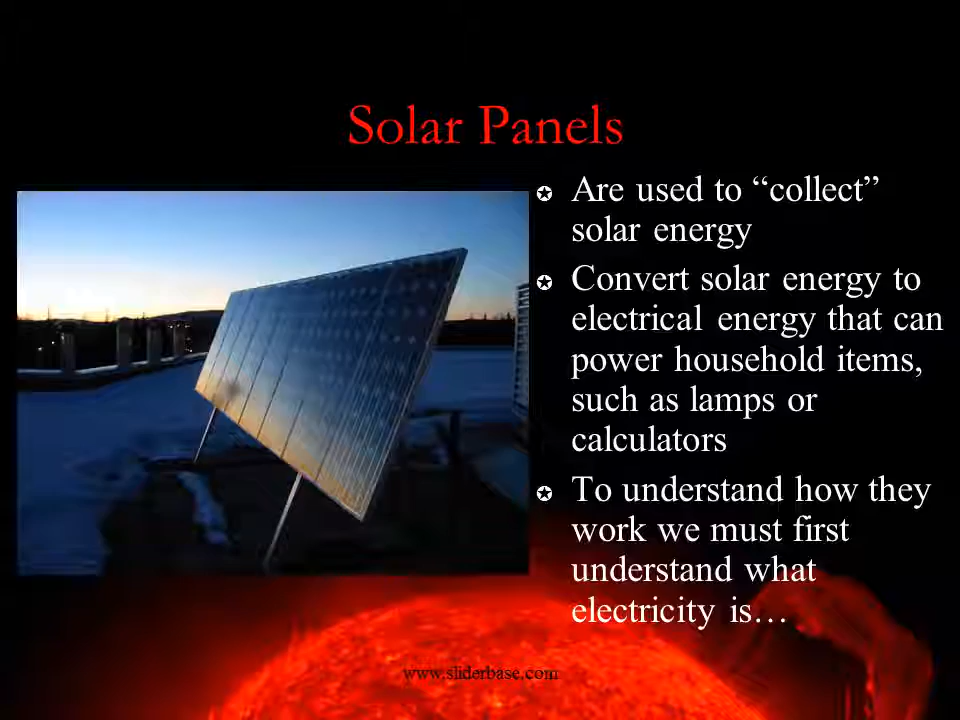 Solar Panels
Are used to “collect”
solar energy
Convert solar energy to
electrical energy that can
power household items,
such as lamps or
calculators
To understand how they
work we must first
understand what
electricity is…
www.sliderbase.com